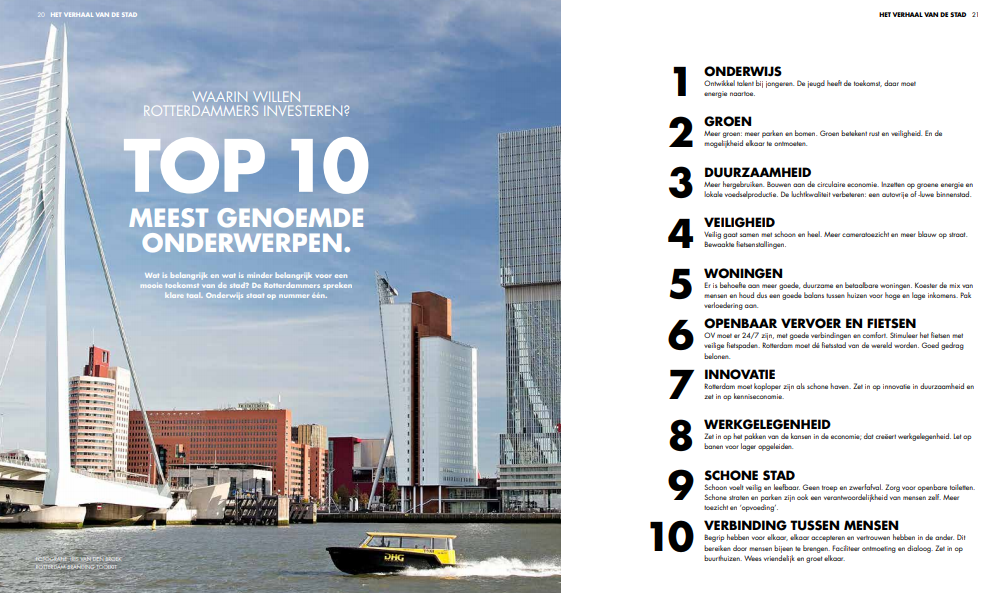 20 HET VERHAAL VAN DE STAD
WAARIN WILLEN
ROTTERDAMMERS INVESTEREN?
TOP 10
MEEST GENOEMDE
ONDERWERPEN.
Wat is belangrijk en wat is minder belangrijk voor een
mooie toekomst van de stad? De Rotterdammers spreken
klare taal. Onderwijs staat op nummer één.
DHG
FOTOGRAFIE: IRIS VAN DEN BROEK
ROTTERDAM BRANDING TOOLKIT
HET VERHAAL VAN DE STAD 21
1 ONDERWIJS
Ontwikkel talent bij jongeren. De jeugd heeft de toekomst, daar moet
energie naartoe.
2 GROEN
Meer groen: meer parken en bomen. Groen betekent rust en veiligheid. En de
mogelijkheid elkaar te ontmoeten.
3 DUURZAAMHEID
Meer hergebruiken. Bouwen aan de circulaire economie. Inzetten op groene energie en
lokale voedselproductie. De luchtkwaliteit verbeteren: een autovrije of -luwe binnenstad.
4 VEILIGHEID
Veilig gaat samen met schoon en heel. Meer cameratoezicht en meer blauw op straat.
Bewaakte fietsenstallingen.
5 WONINGEN
Er is behoefte aan meer goede, duurzame en betaalbare woningen. Koester de mix van
mensen en houd dus een goede balans tussen huizen voor hoge en lage inkomens. Pak
verloedering aan.
6 OPENBAAR VERVOER EN FIETSEN
OV moet er 24/7 zijn, met goede verbindingen en comfort. Stimuleer het fietsen met
veilige fietspaden. Rotterdam moet dé fietsstad van de wereld worden. Goed gedrag
belonen.
7 INNOVATIE
Rotterdam moet koploper zijn als schone haven. Zet in op innovatie in duurzaamheid en
zet in op kenniseconomie.
8 WERKGELEGENHEID
Zet in op het pakken van de kansen in de economie; dat creëert werkgelegenheid. Let op
banen voor lager opgeleiden.
9 SCHONE STAD
Schoon voelt veilig en leefbaar. Geen troep en zwerfafval. Zorg voor openbare toiletten.
Schone straten en parken zijn ook een verantwoordelijkheid van mensen zelf. Meer
toezicht en 'opvoeding'.
10 VERBINDING TUSSEN MENSEN
Begrip hebben voor elkaar, elkaar accepteren en vertrouwen hebben in de ander. Dit
bereiken door mensen bijeen te brengen. Faciliteer ontmoeting en dialoog. Zet in op
buurthuizen. Wees vriendelijk en groet elkaar.